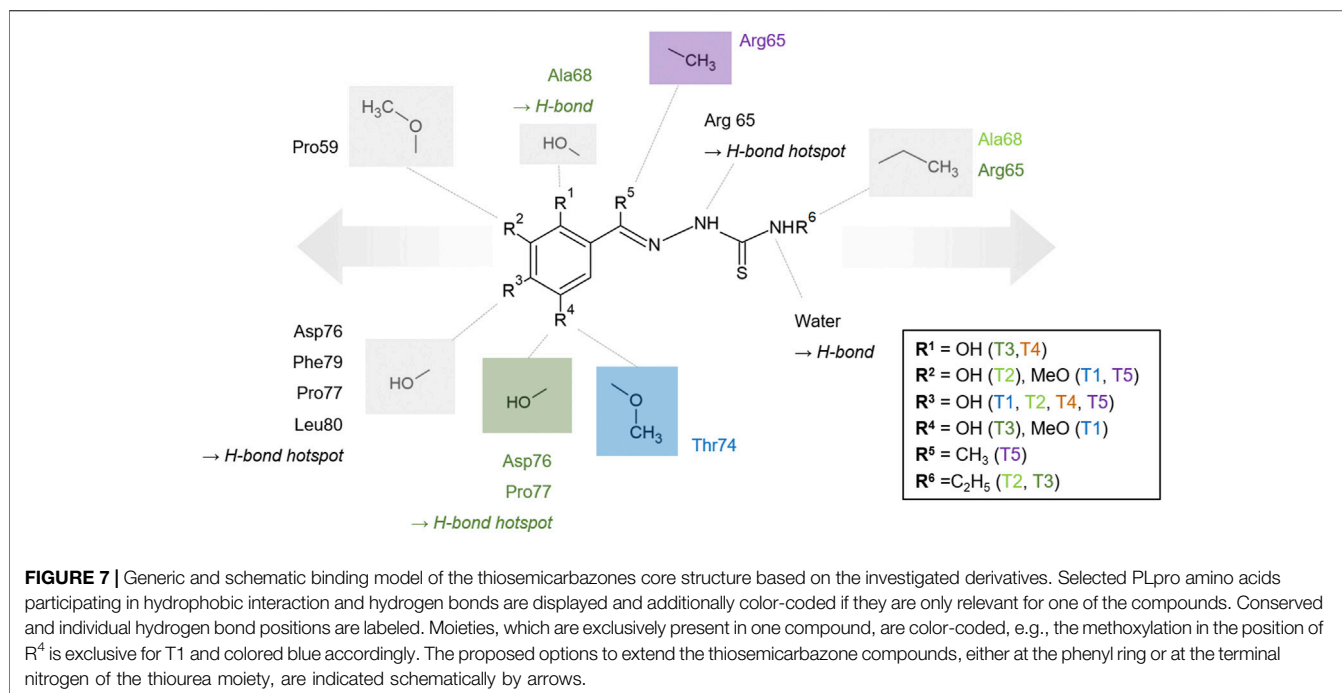 Arg65
Ala68
→ H-bond
CH₃
H₃C
O
Pro59
HO
Arg 65
→ H-bond hotspot
CH₃
Ala68
Arg65
R¹
R⁵
R²
NH
NHR⁶
N
S
R³
R⁴
Asp76
Phe79
Pro77
Leu80
→ H-bond hotspot
HO
HO
O
CH₃
Thr74
Asp76
Pro77
→ H-bond hotspot
Water
→ H-bond
R¹ = OH (T3,T4)
R² = OH (T2), MeO (T1, T5)
R³ = OH (T1, T2, T4, T5)
R⁴ = OH (T3), MeO (T1)
R⁵ = CH₃ (T5)
R⁶ =C₂H₅ (T2, T3)
FIGURE 7 | Generic and schematic binding model of the thiosemicarbazones core structure based on the investigated derivatives. Selected PLpro amino acids
participating in hydrophobic interaction and hydrogen bonds are displayed and additionally color-coded if they are only relevant for one of the compounds. Conserved
and individual hydrogen bond positions are labeled. Moieties, which are exclusively present in one compound, are color-coded, e.g., the methoxylation in the position of
R⁴ is exclusive for T1 and colored blue accordingly. The proposed options to extend the thiosemicarbazone compounds, either at the phenyl ring or at the terminal
nitrogen of the thiourea moiety, are indicated schematically by arrows.